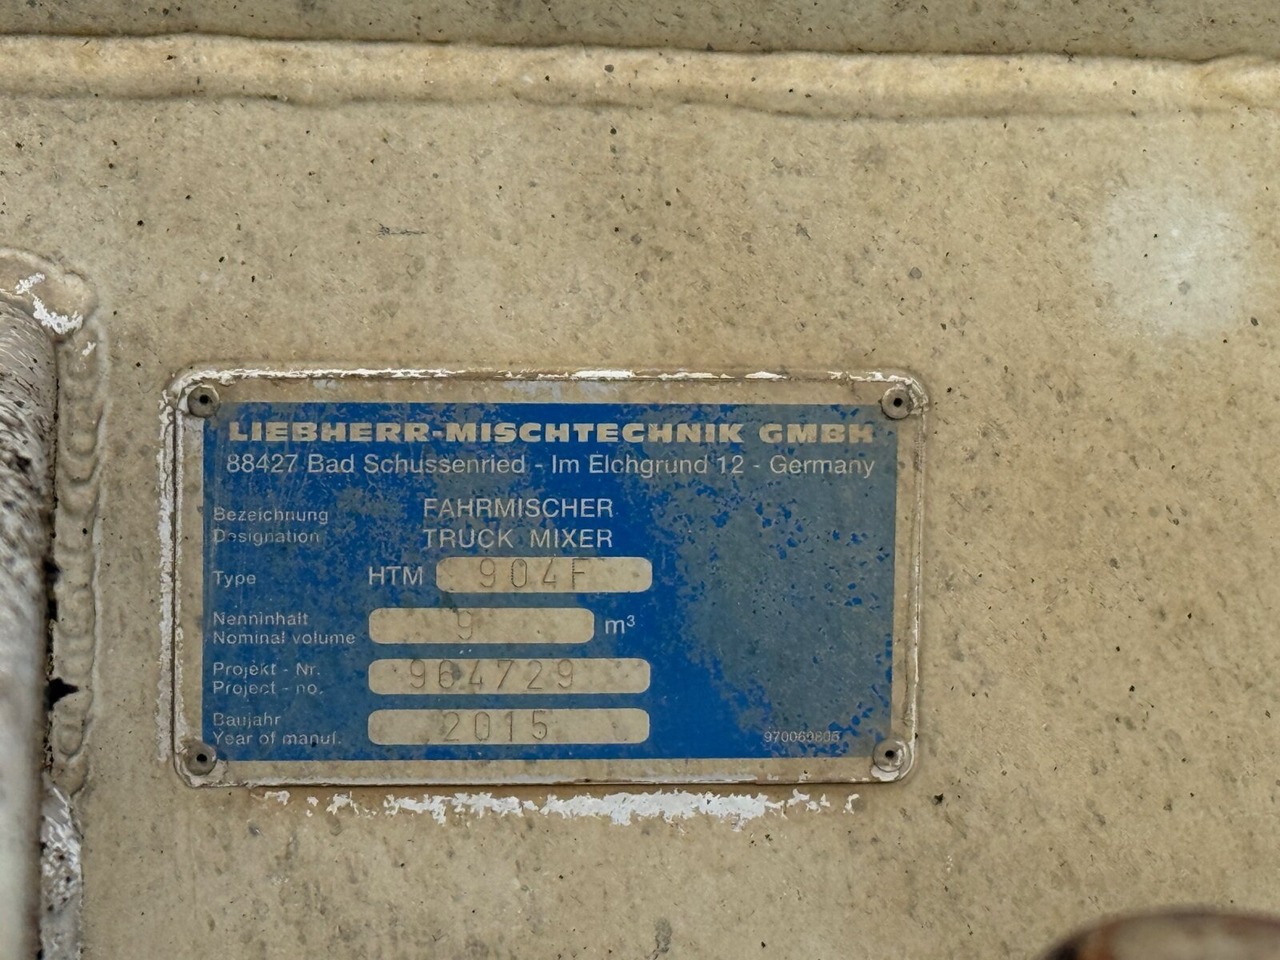 LIEBHERR-MISCHTECHNIK GMBH
88427 Bad Schussenried - Im Elchgrund 12 - Germany
Bezeichnung FAHRMISCHER
Designation TRUCK MIXER
Type HTM 904F
Nenninhalt
Nominal volume 9 m³
Projekt - Nr.
Project - no. 964729
Baujahr
Year of manuf. 2015
970060805